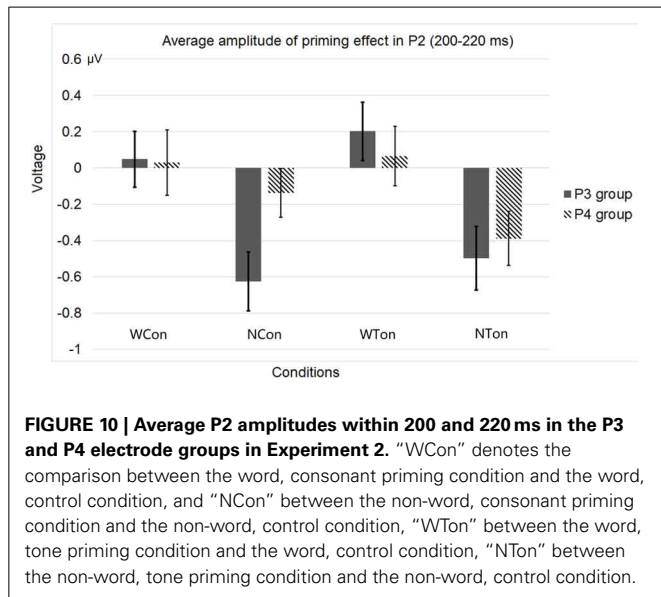 Average amplitude of priming effect in P2 (200-220 ms)
0.6 µV
0.4
0.2
0
-0.2
-0.4
-0.6
-0.8
-1
Voltage
P3 group
P4 group
WCon NCon WTon NTon
Conditions
FIGURE 10 | Average P2 amplitudes within 200 and 220 ms in the P3
and P4 electrode groups in Experiment 2. “WCon” denotes the
comparison between the word, consonant priming condition and the word,
control condition, and “NCon” between the non-word, consonant priming
condition and the non-word, control condition, “WTon” between the word,
tone priming condition and the word, control condition, “NTon” between
the non-word, tone priming condition and the non-word, control condition.